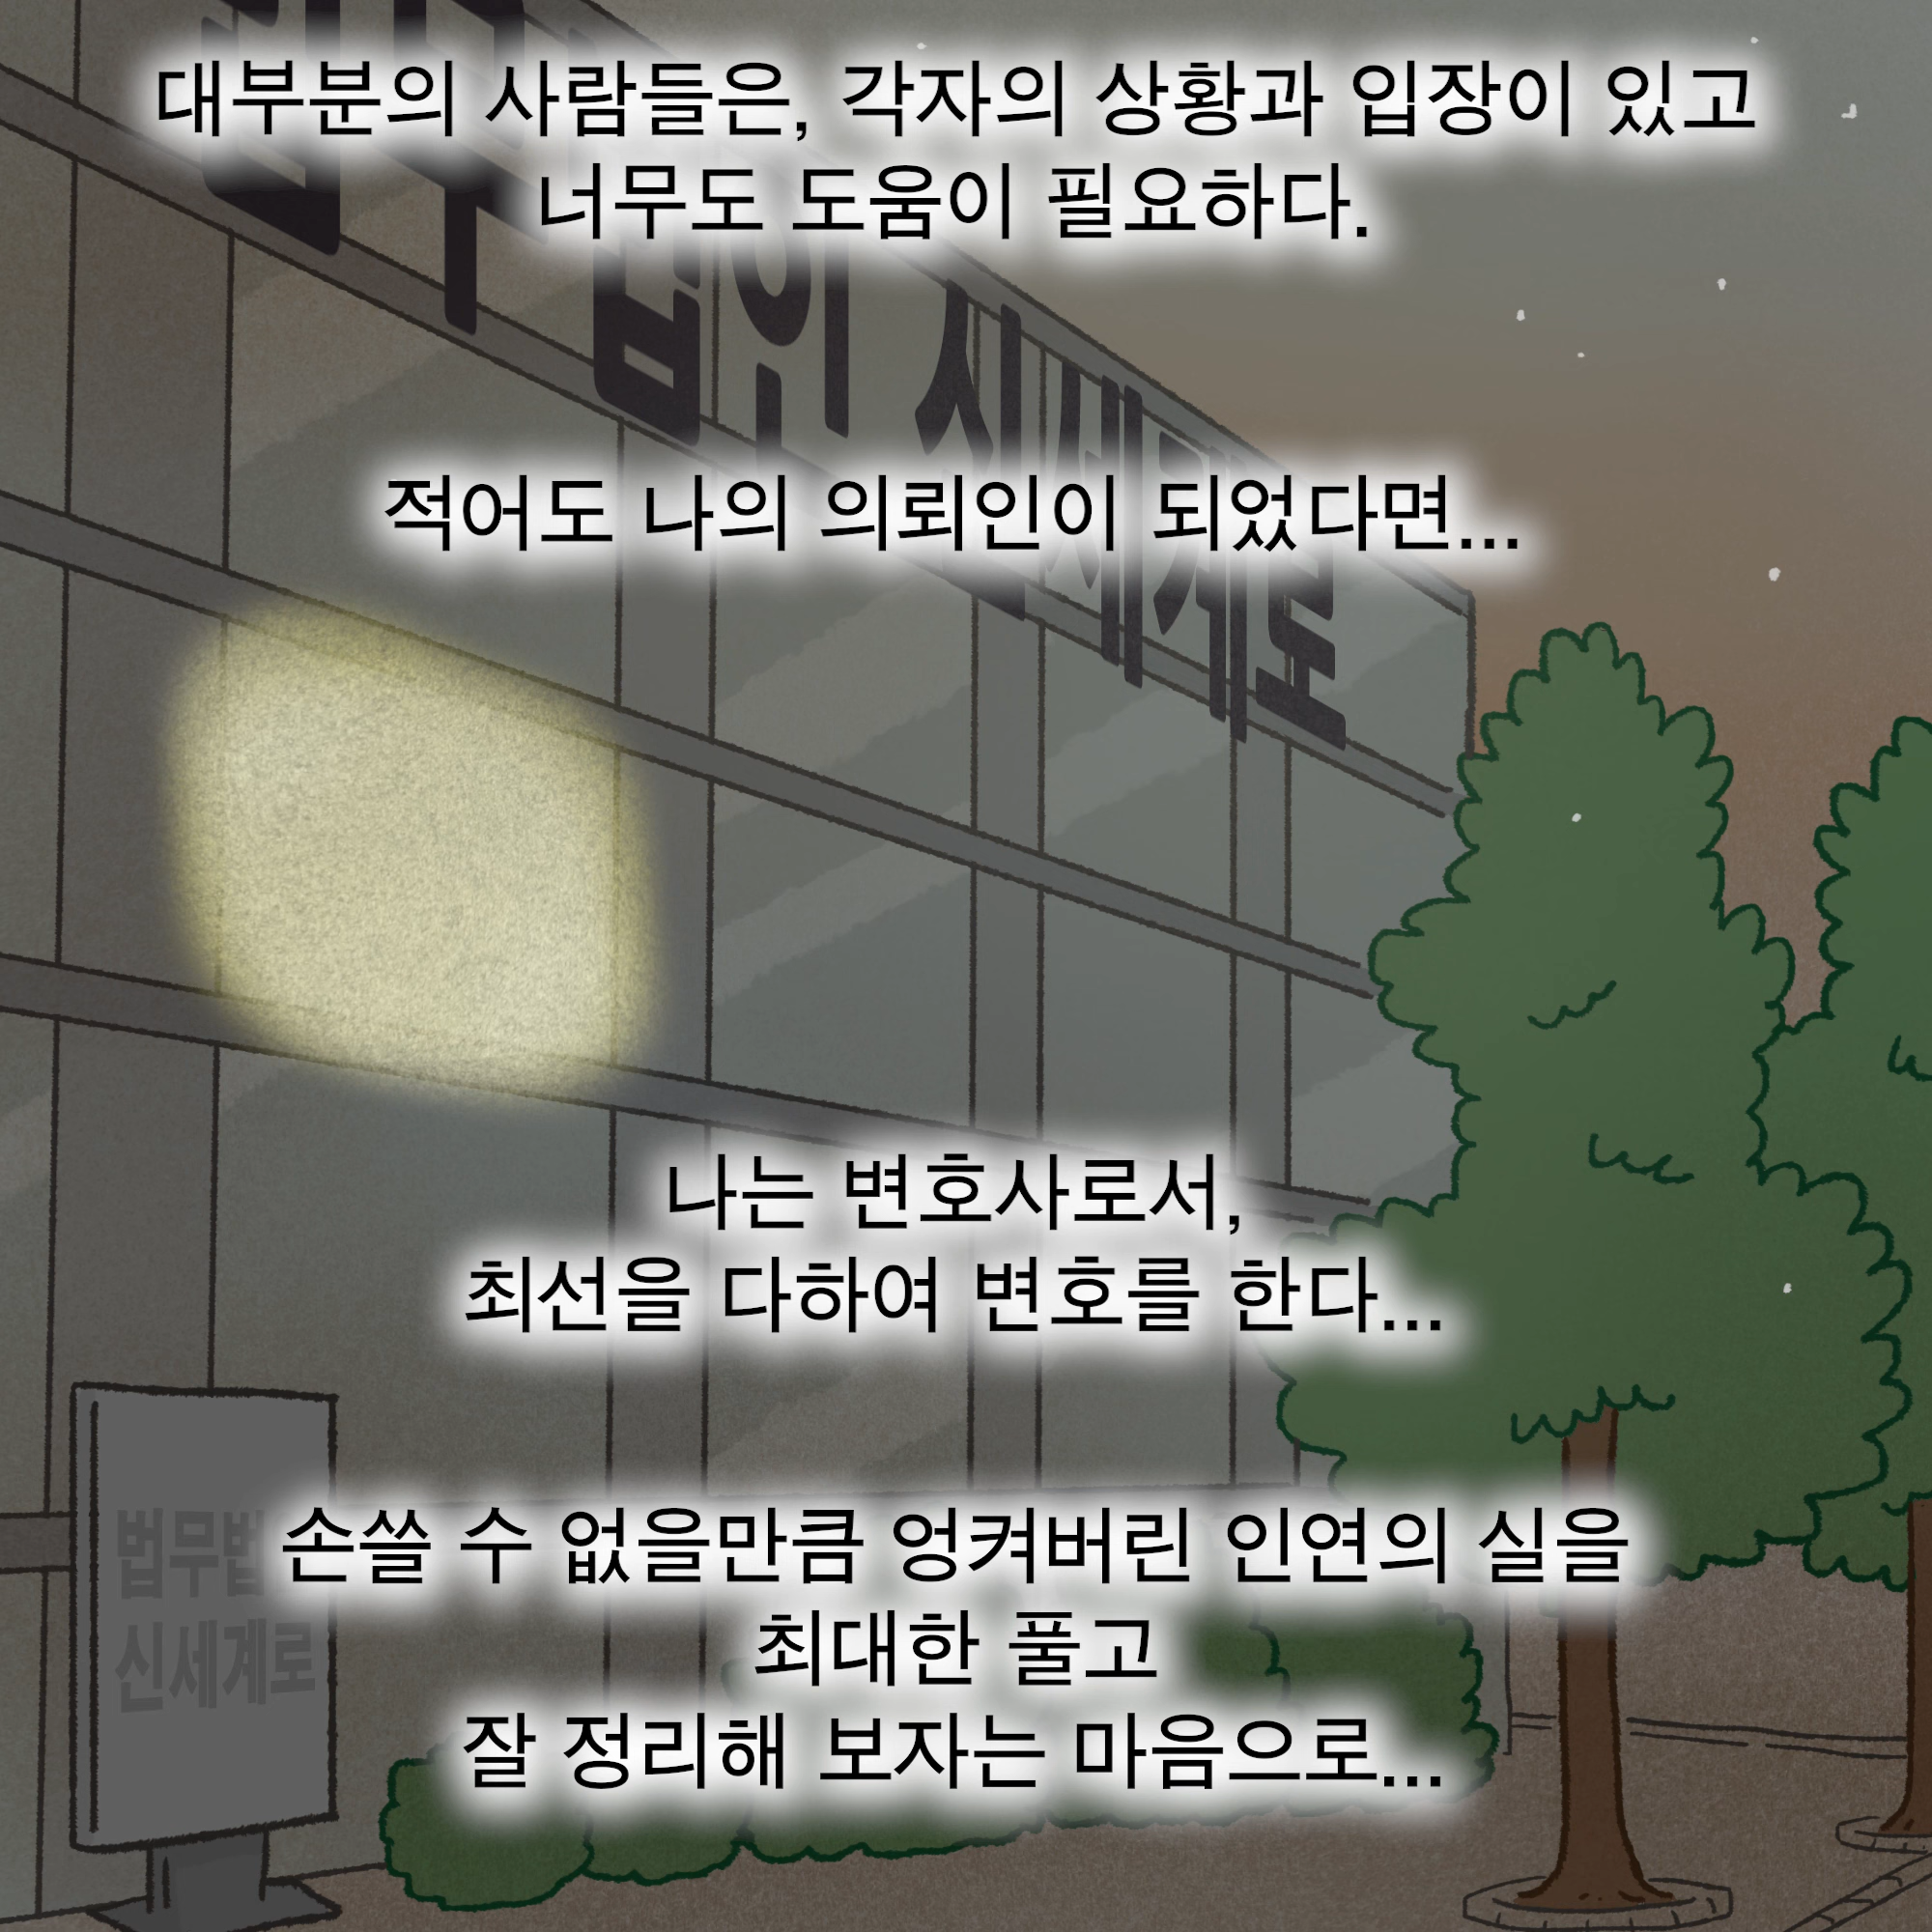 대부분의 사람들은, 각자의 상황과 입장이 있고
너무도 도움이 필요하다.
법무법인 신세계로
적어도 나의 의뢰인이 되었다면...
나는 변호사로서,
최선을 다하여 변호를 한다...
법무법
신세계로
손쓸 수 없을만큼 엉켜버린 인연의 실을
최대한 풀고
잘 정리해 보자는 마음으로...